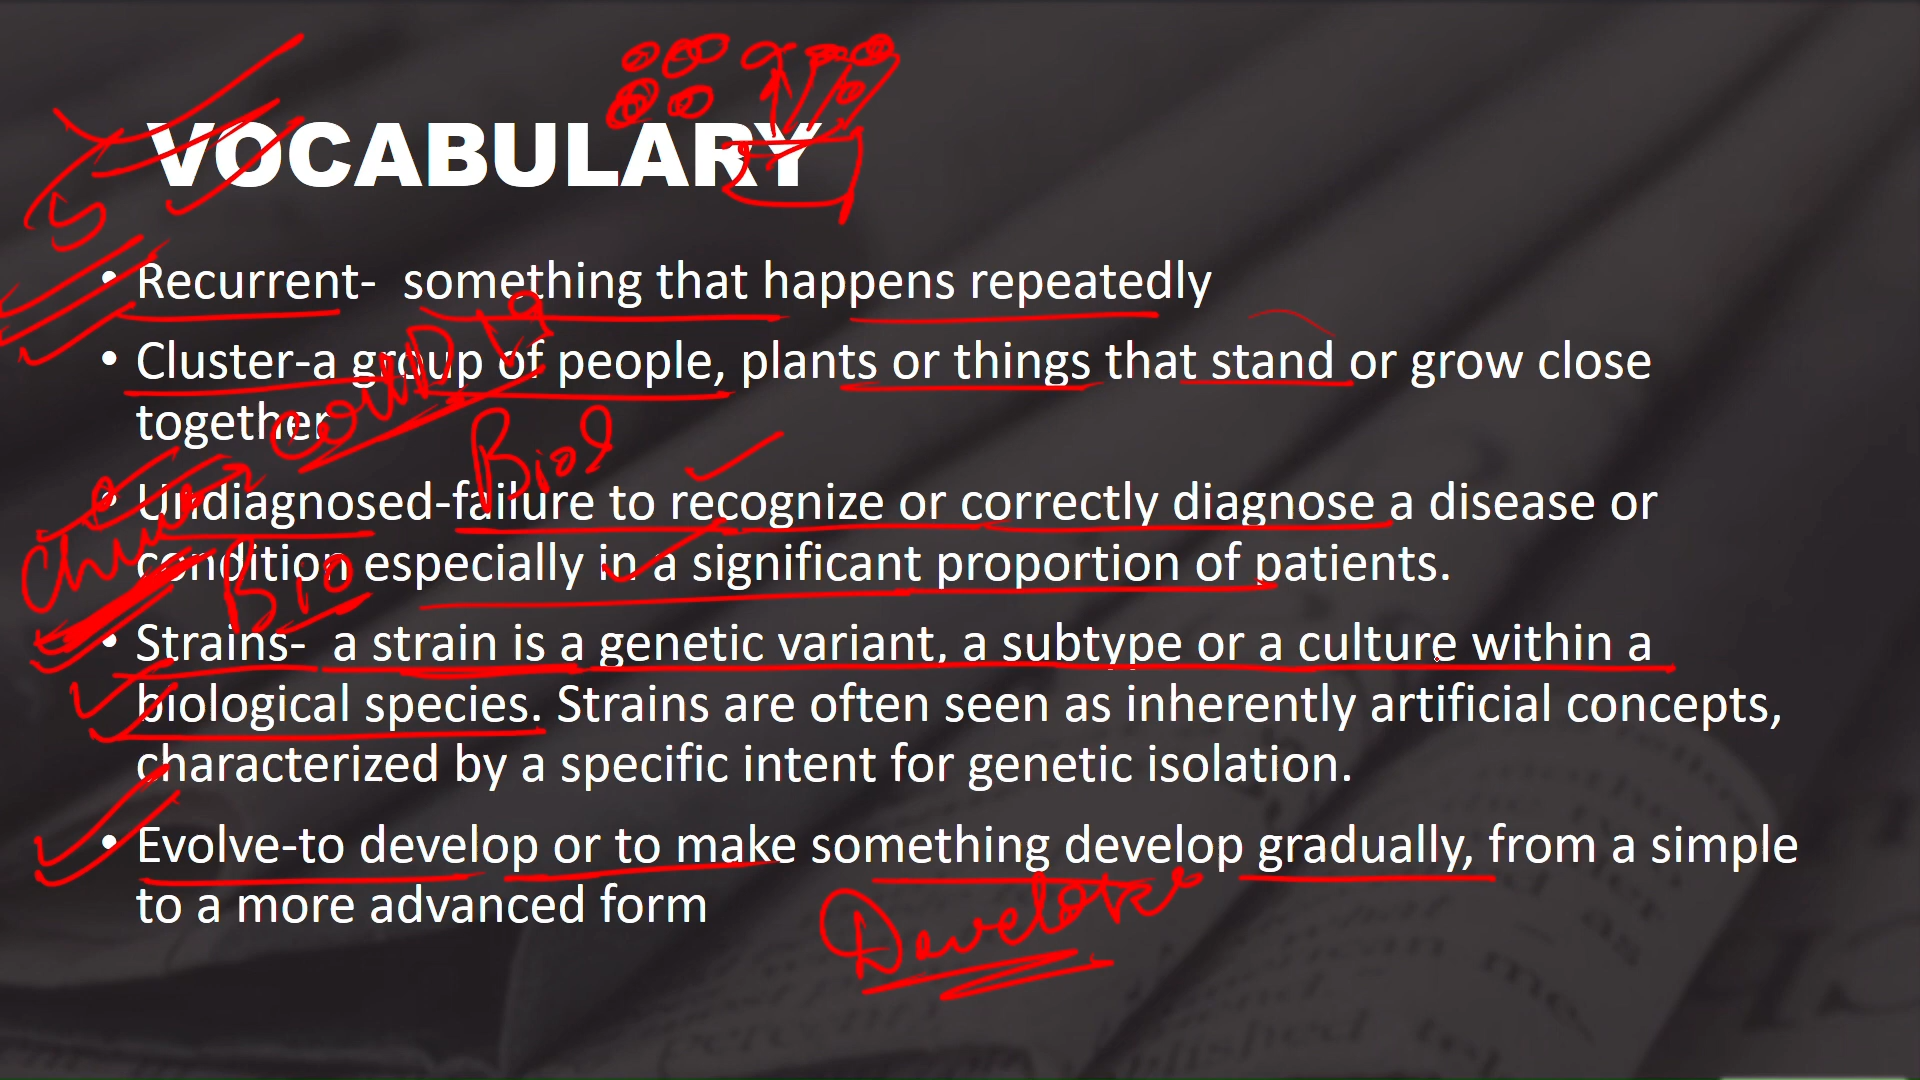 VOCABULARY
5
• Recurrent- something that happens repeatedly
• Cluster-a group of people, plants or things that stand or grow close
together
COVID 19
Biol
• Undiagnosed-failure to recognize or correctly diagnose a disease or
condition especially in a significant proportion of patients.
Bio
• Strains- a strain is a genetic variant, a subtype or a culture within a
biological species. Strains are often seen as inherently artificial concepts,
characterized by a specific intent for genetic isolation.
• Evolve-to develop or to make something develop gradually, from a simple
to a more advanced form